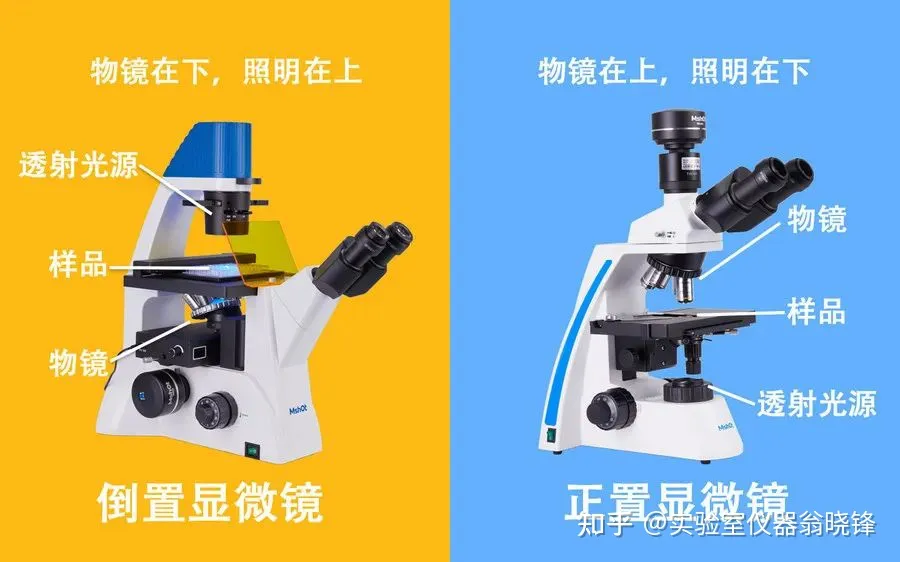 物镜在下，照明在上
透射光源
样品
物镜
MshOt
倒置显微镜
物镜在上，照明在下
MshOt
物镜
样品
透射光源
MshOt
正置显微镜
知乎 @实验室仪器翁晓锋